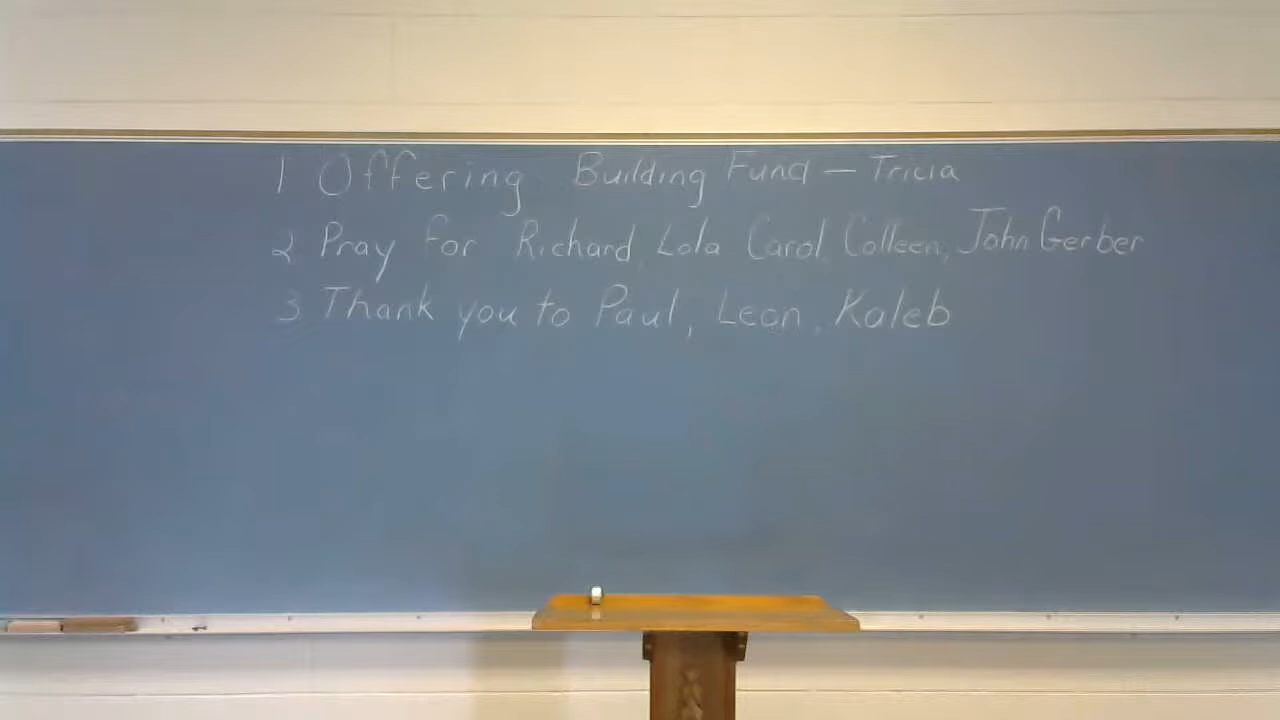 1 Offering Building Fund - Tricia
2 Pray for Richard, Lola, Carol, Colleen, John Gerber
3 Thank you to Paul, Leon, Kaleb